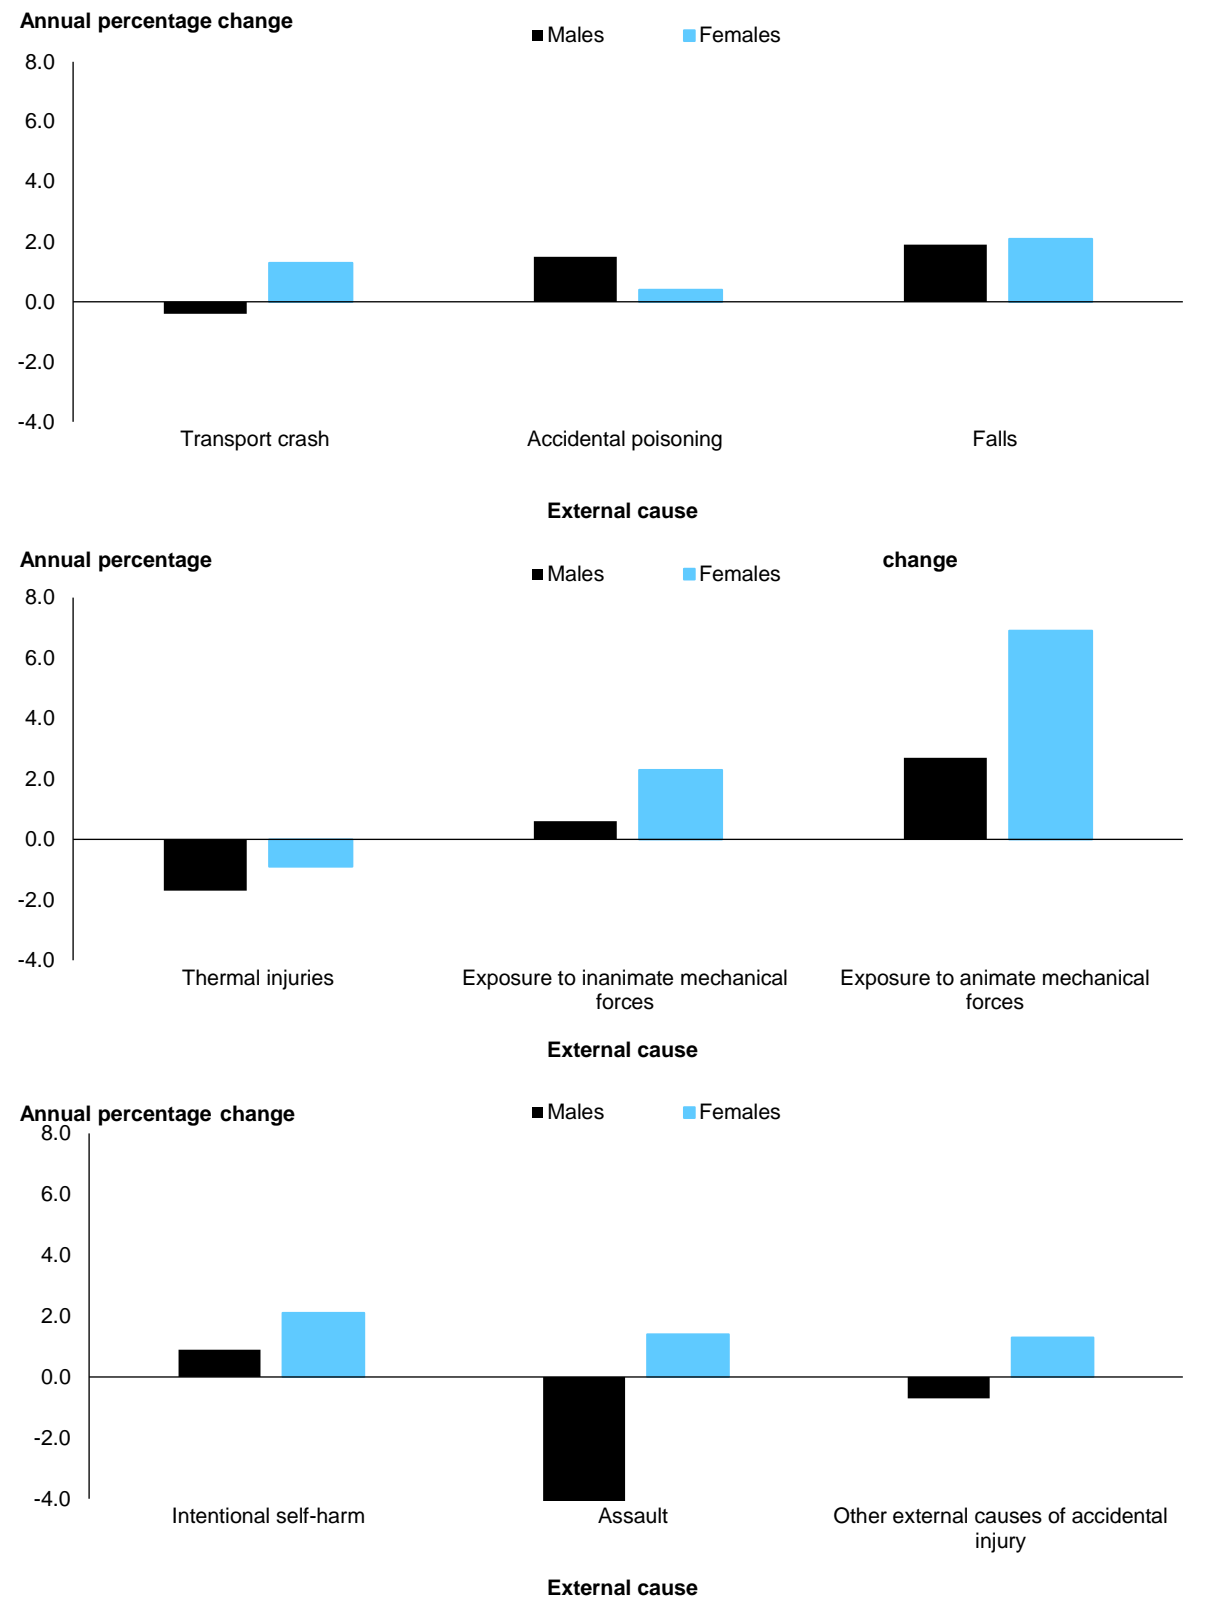 Annual percentage change
Males Females
8.0
6.0
4.0
2.0
0.0
-2.0
-4.0
Transport crash Accidental poisoning Falls
External cause
Annual percentage change
Males Females
8.0
6.0
4.0
2.0
0.0
-2.0
-4.0
Thermal injuries Exposure to inanimate mechanical Exposure to animate mechanical
forces forces
External cause
Annual percentage change
Males Females
8.0
6.0
4.0
2.0
0.0
-2.0
-4.0
Intentional self-harm Assault Other external causes of accidental
injury
External cause